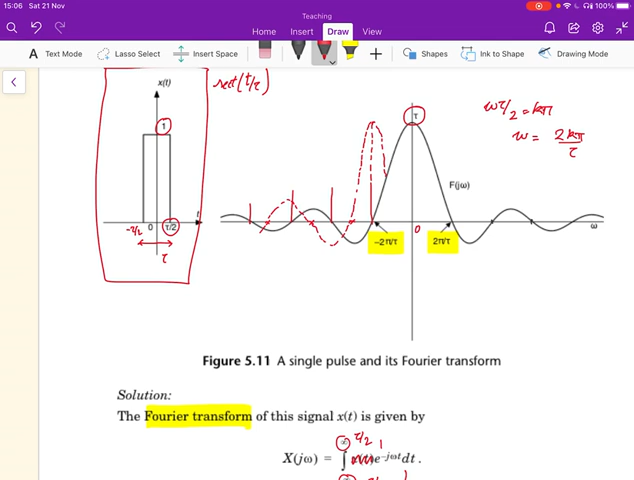 15:06 Sat 21 Nov
100%
Teaching
Home Insert Draw View
A Text Mode Lasso Select Insert Space Shapes Ink to Shape Drawing Mode
x(t)
rect(t/τ)
1
-τ/2 0 τ/2 t
τ
τ
F(jω)
0
ω
-2π/τ 2π/τ
ωτ/2 = kπ
ω = 2kπ/τ
Figure 5.11 A single pulse and its Fourier transform
Solution:
The Fourier transform of this signal x(t) is given by
τ/2 1
X(jω) = ∫ x(t)e^-jωt dt.
∞